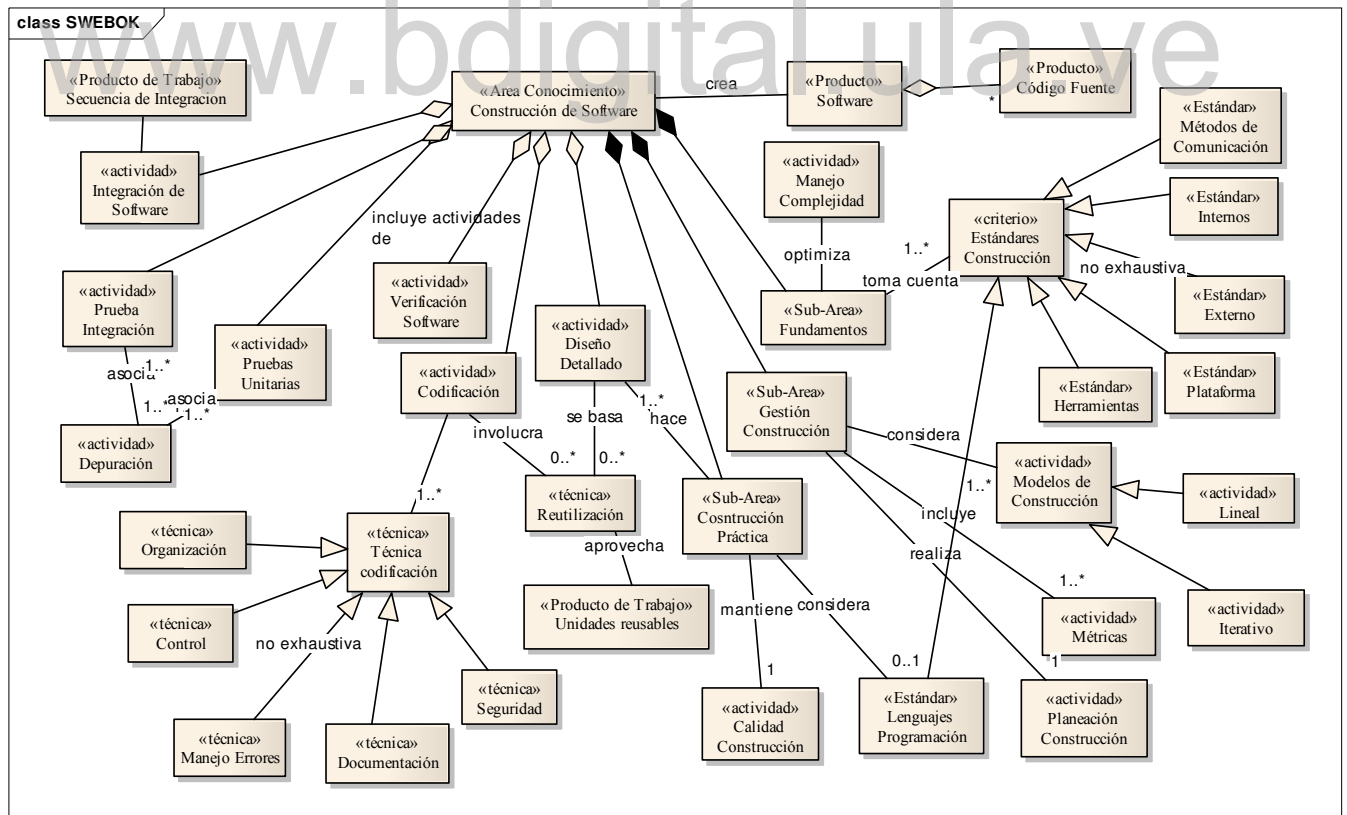 www.bdigital.ula.ve
class SWEBOK
«Producto de Trabajo»
Secuencia de Integracion
«Area Conocimiento»
Construcción de Software
crea
«Producto»
Software
*
«Producto»
Código Fuente
«actividad»
Integración de
Software
«actividad»
Manejo
Complejidad
«Estándar»
Métodos de
Comunicación
«Estándar»
Internos
«criterio»
Estándares
Construcción
incluye actividades
de
optimiza
1..*
toma cuenta
no exhaustiva
«actividad»
Prueba
Integración
«actividad»
Verificación
Software
«Sub-Area»
Fundamentos
«Estándar»
Externo
«actividad»
Pruebas
Unitarias
«actividad»
Diseño
Detallado
«actividad»
Codificación
«Estándar»
Herramientas
«Estándar»
Plataforma
asocia
1..*
1..*
asocia
1..*
1..*
«actividad»
Depuración
«Sub-Area»
Gestión
Construcción
1..*
hace
se basa
involucra
0..*
0..*
considera
«actividad»
Modelos de
Construcción
«actividad»
Lineal
1..*
«técnica»
Reutilización
«Sub-Area»
Cosntrucción
Práctica
1..*
incluye
«técnica»
Organización
«técnica»
Técnica
codificación
aprovecha
realiza
«técnica»
Control
no exhaustiva
«Producto de Trabajo»
Unidades reusables
mantiene
considera
1..*
«actividad»
Métricas
«actividad»
Iterativo
«técnica»
Seguridad
1
0..1
1
«técnica»
Manejo Errores
«técnica»
Documentación
«actividad»
Calidad
Construcción
«Estándar»
Lenguajes
Programación
«actividad»
Planeación
Construcción